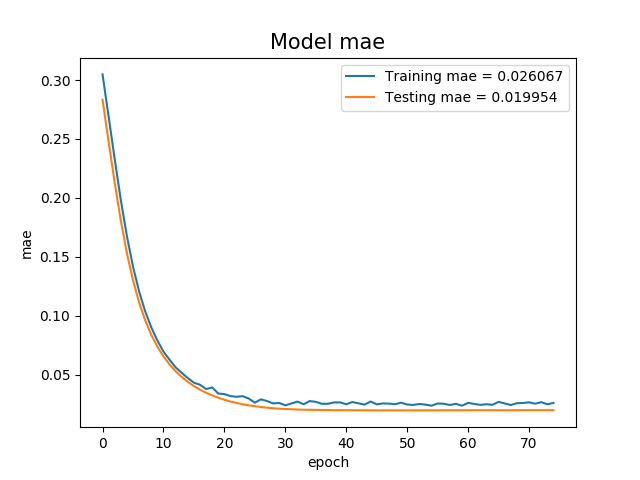 Model mae
Training mae = 0.026067
Testing mae = 0.019954
mae
0.30
0.25
0.20
0.15
0.10
0.05
0 10 20 30 40 50 60 70
epoch